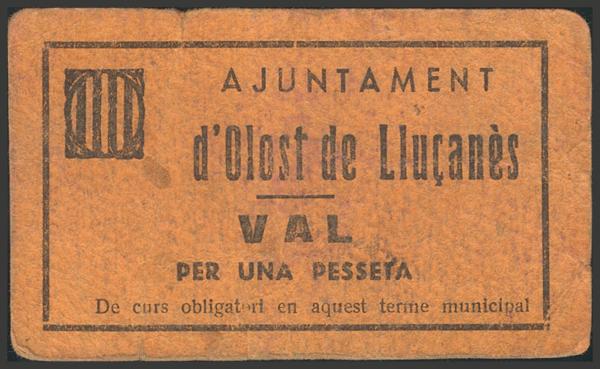 AJUNTAMENT
d'Olost de Lluçanès
VAL
PER UNA PESSETA
De curs obligatori en aquest terme municipal